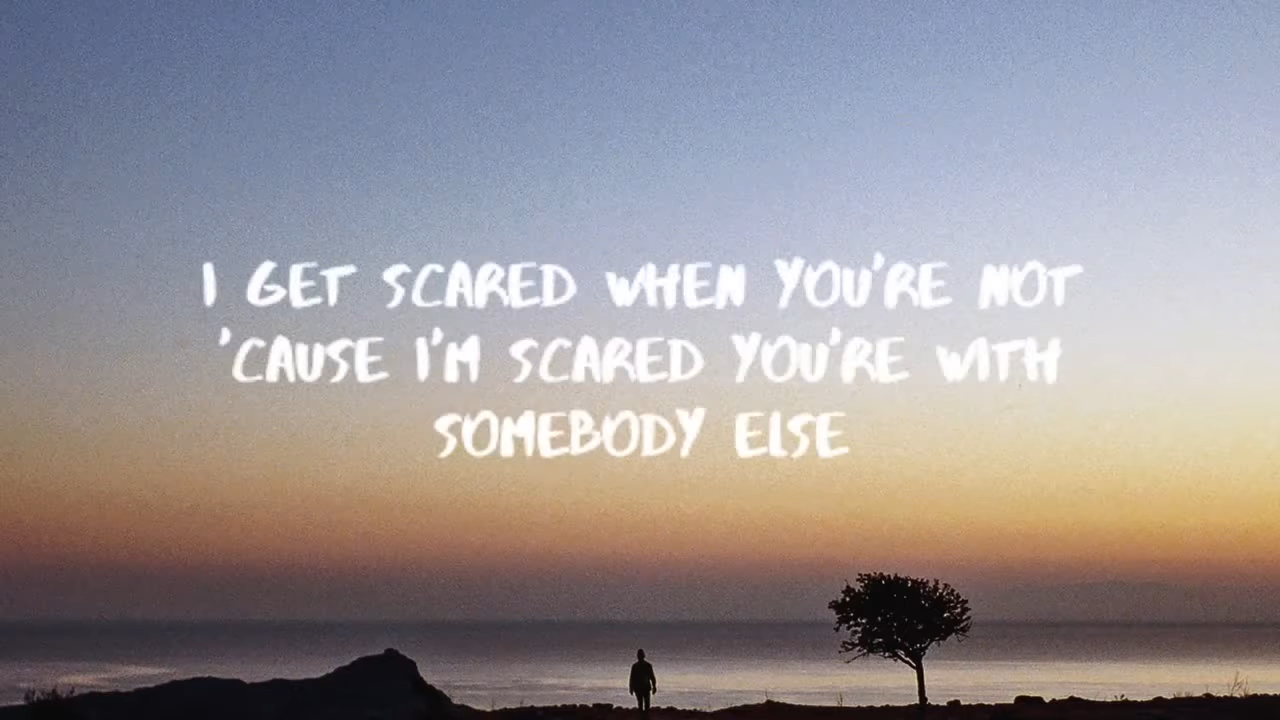 I GET SCARED WHEN YOU'RE NOT
'CAUSE I'M SCARED YOU'RE WITH
SOMEBODY ELSE